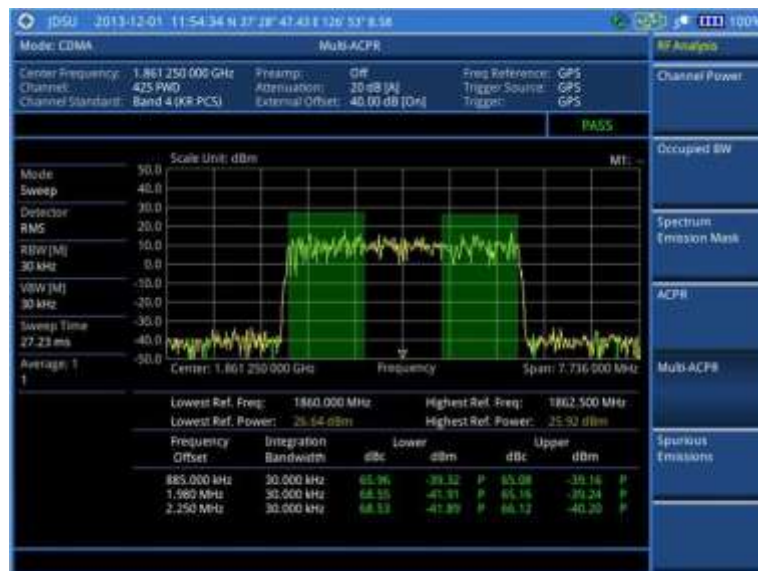 JDSU 2013-12-01 11:54:34 N 37° 28' 47.43 E 126° 53' 8.58 100%
Mode: CDMA Multi-ACPR RF Analysis
Center Frequency: 1.861 250 000 GHz Preamp: Off Freq Reference: GPS
Channel: 425 FWD Attenuation: 20 dB [A] Trigger Source: GPS
Channel Standard: Band 4 (KR PCS) External Offset: 40.00 dB [On] Trigger: GPS
PASS
Channel Power
Occupied BW
Spectrum
Emission Mask
ACPR
Multi-ACPR
Spurious
Emissions
Mode
Sweep
Detector
RMS
RBW [M]
30 kHz
VBW [M]
30 kHz
Sweep Time
27.23 ms
Average: 1
1
Scale Unit: dBm M1: --
50.0
40.0
30.0
20.0
10.0
0.0
-10.0
-20.0
-30.0
-40.0
-50.0
Center: 1.861 250 000 GHz Frequency Span: 7.736 000 MHz
Lowest Ref. Freq: 1860.000 MHz Highest Ref. Freq: 1862.500 MHz
Lowest Ref. Power: 26.64 dBm Highest Ref. Power: 25.92 dBm
Frequency Integration Lower Upper
Offset Bandwidth dBc dBm dBc dBm
885.000 kHz 30.000 kHz 65.96 -39.32 P 65.08 -39.16 P
1.980 MHz 30.000 kHz 68.55 -41.91 P 65.16 -39.24 P
2.250 MHz 30.000 kHz 68.53 -41.89 P 66.12 -40.20 P